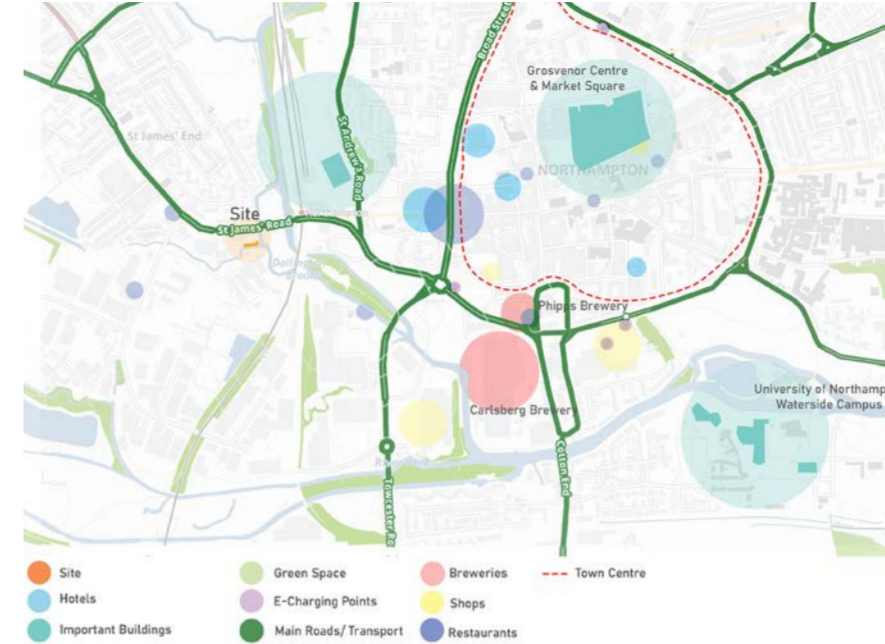 Broad Street
Grosvenor Centre
& Market Square
St James' End
St Andrew's Road
NORTHAMPTON
Site
St James' Road
Phipps Brewery
University of Northamp
Waterside Campus
Carlsberg Brewery
Cotton End
Towcester Ro
Site
Green Space
Breweries
Town Centre
Hotels
E-Charging Points
Shops
Important Buildings
Main Roads/ Transport
Restaurants